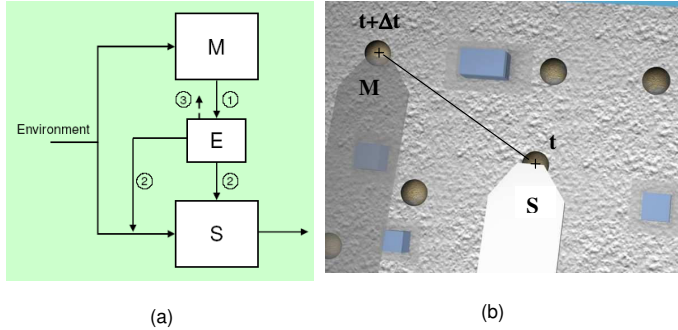 M
③
①
Environment
E
②
②
S
t+Δt
M
t
S
(a)
(b)